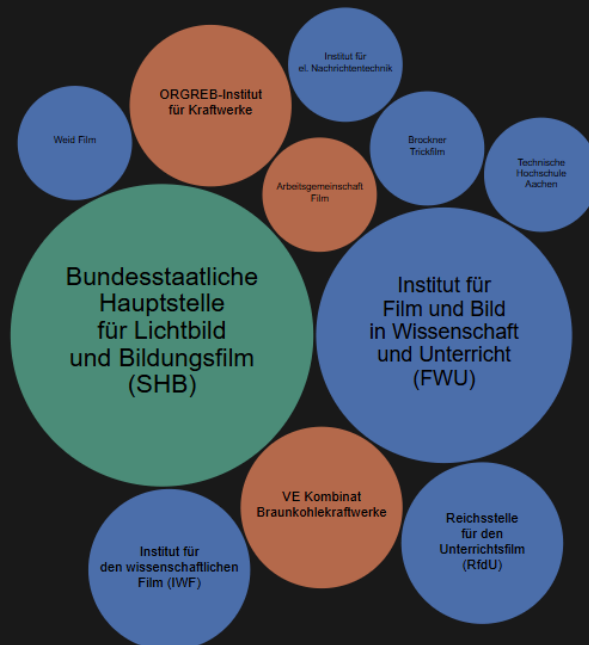 Institut für
el. Nachrichtentechnik
ORGREB-Institut
für Kraftwerke
Weid Film
Brockner
Trickfilm
Technische
Hochschule
Aachen
Arbeitsgemeinschaft
Film
Bundesstaatliche
Hauptstelle
für Lichtbild
und Bildungsfilm
(SHB)
Institut für
Film und Bild
in Wissenschaft
und Unterricht
(FWU)
VE Kombinat
Braunkohlekraftwerke
Reichsstelle
für den
Unterrichtsfilm
(RfdU)
Institut für
den wissenschaftlichen
Film (IWF)